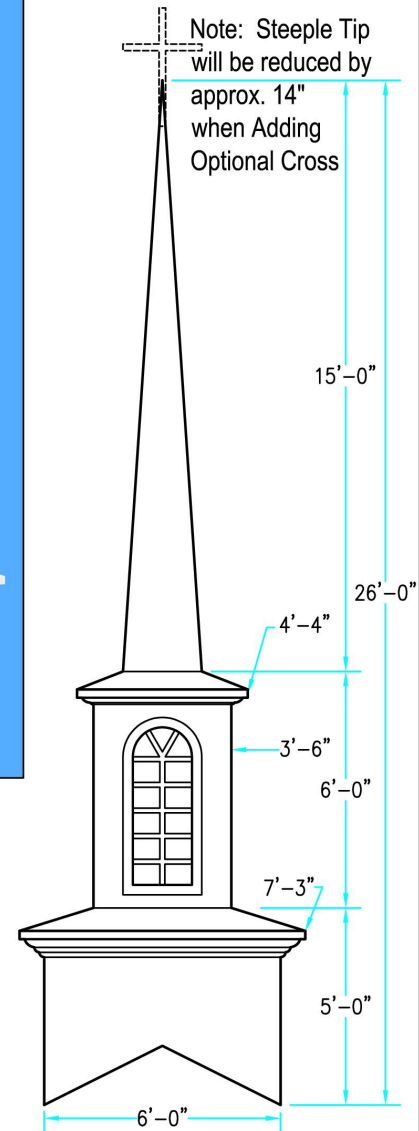 Note: Steeple Tip
will be reduced by
approx. 14"
when Adding
Optional Cross
15'-0"
26'-0"
4'-4"
3'-6"
6'-0"
7'-3"
5'-0"
6'-0"